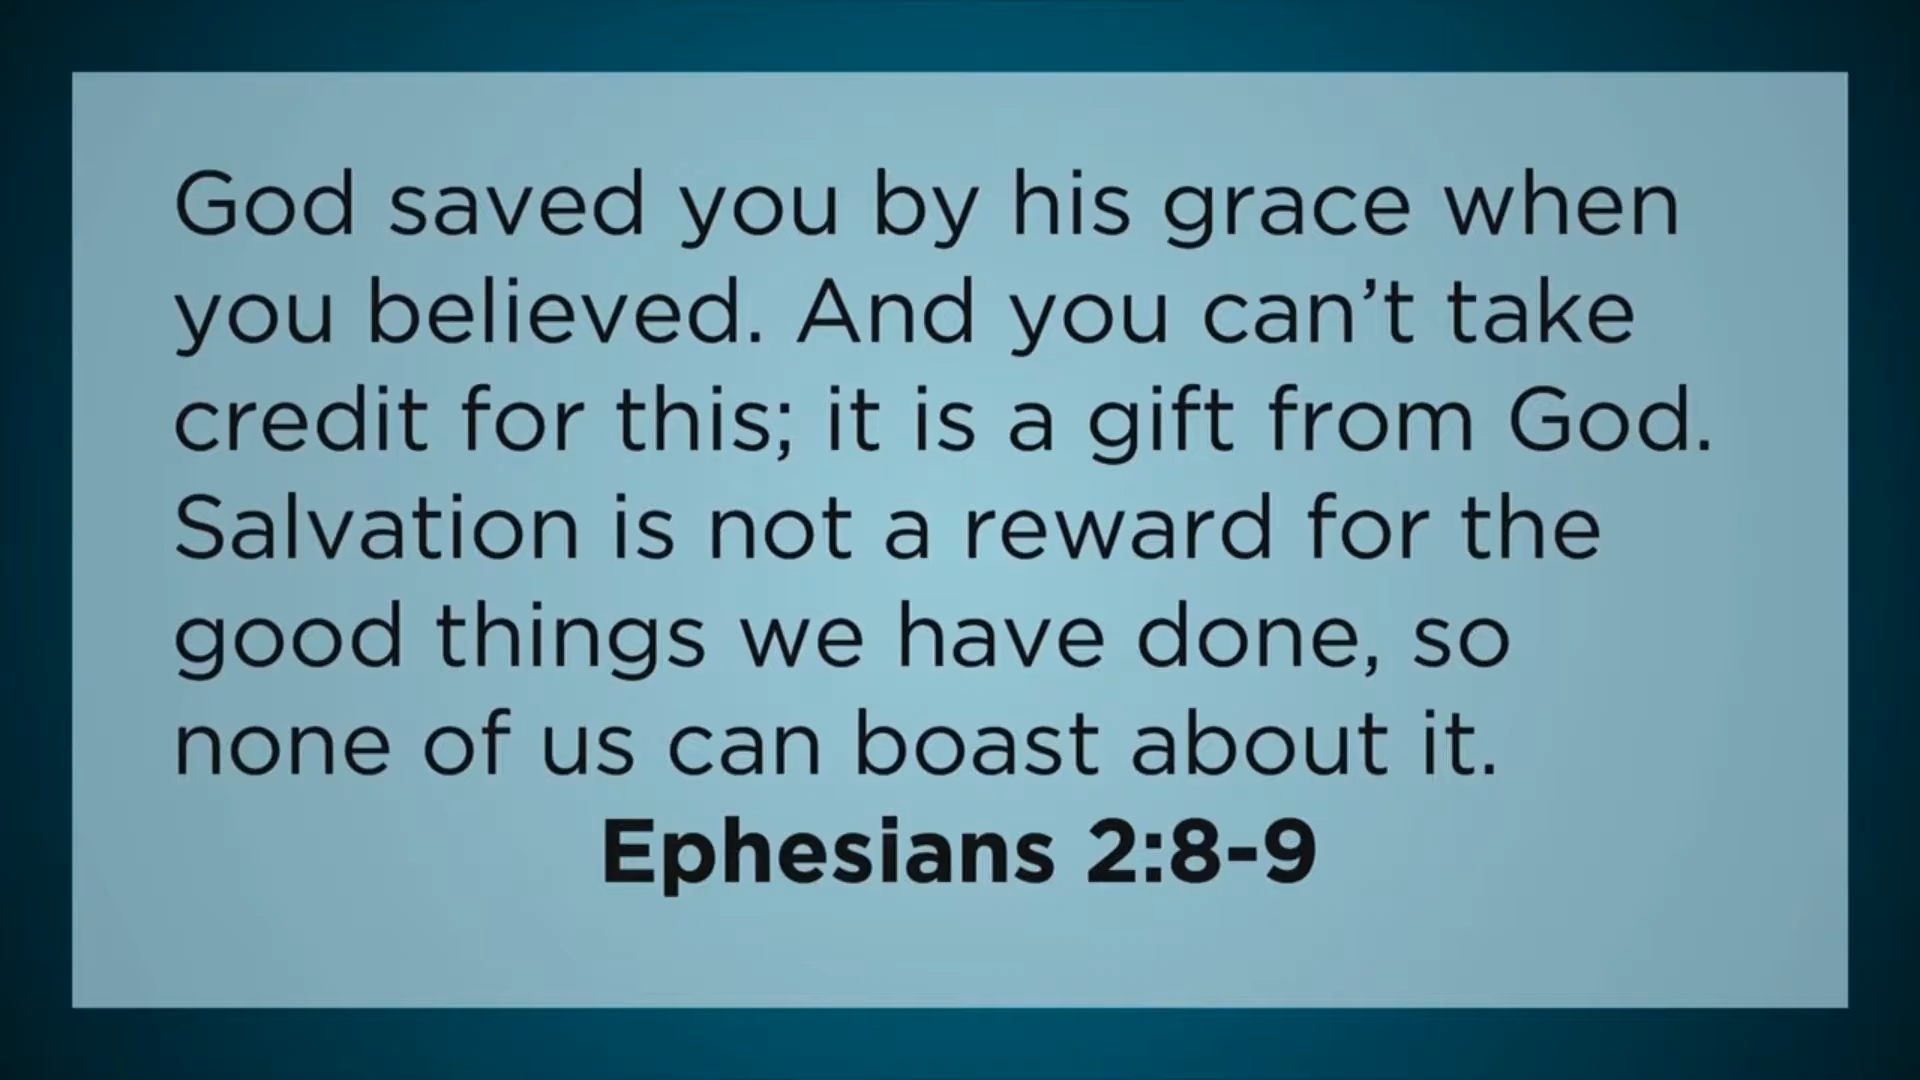 God saved you by his grace when
you believed. And you can’t take
credit for this; it is a gift from God.
Salvation is not a reward for the
good things we have done, so
none of us can boast about it.
Ephesians 2:8-9